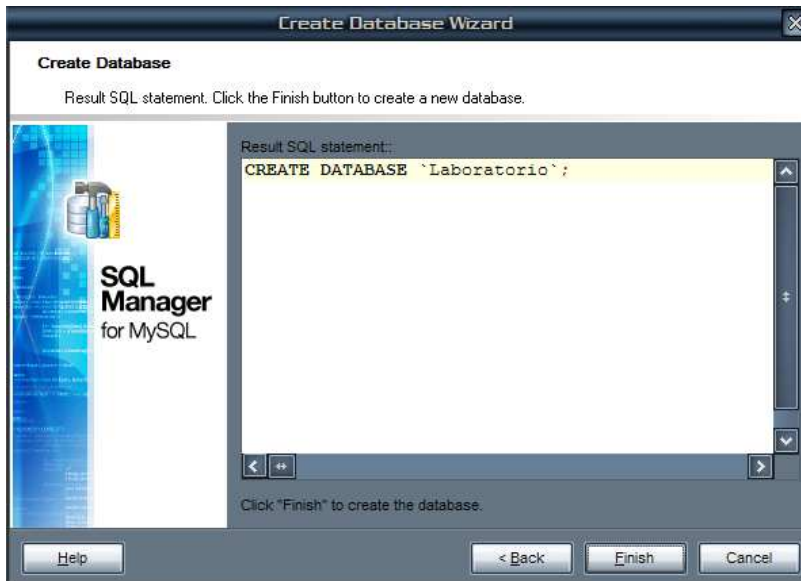 Create Database Wizard
Create Database
Result SQL statement. Click the Finish button to create a new database.
Result SQL statement::
CREATE DATABASE `Laboratorio`;
SQL
Manager
for MySQL
Click "Finish" to create the database.
Help
< Back
Finish
Cancel